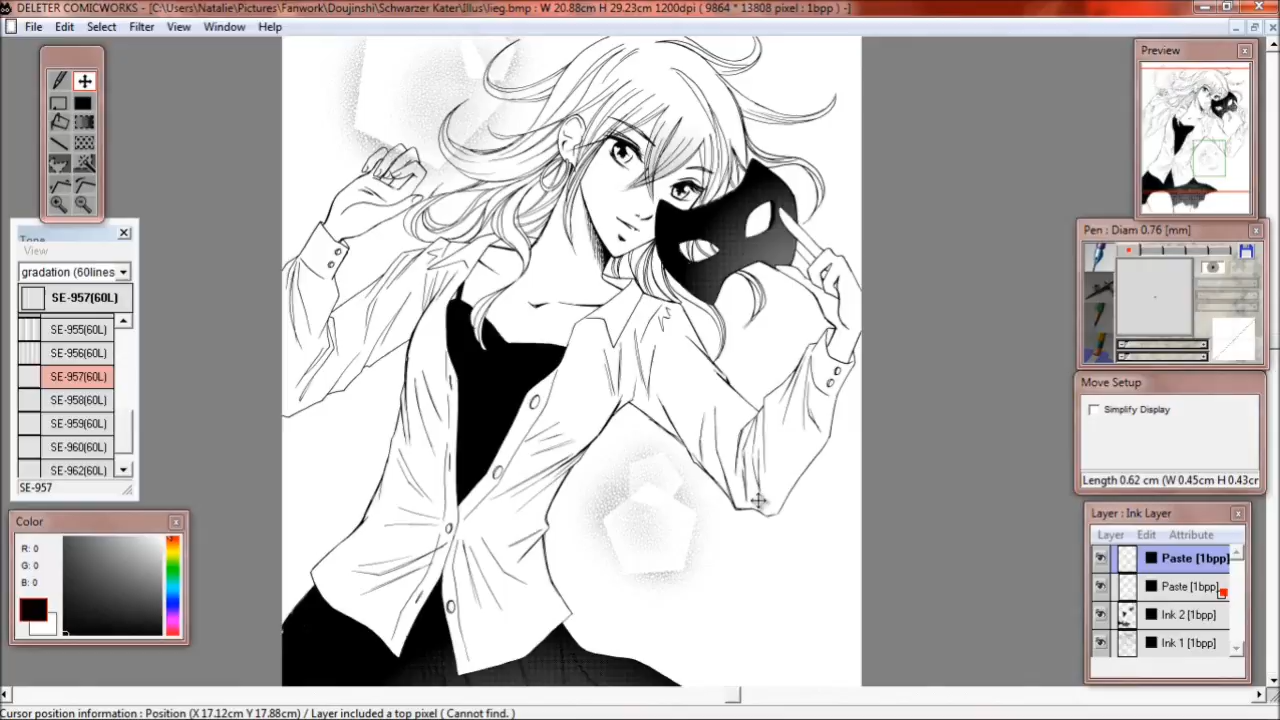 DELETER COMICWORKS - [C:\Users\Natalie\Pictures\Fanwork\Doujinshi\Schwarzer Kater\Illus\lieg.bmp : W 20.88cm H 29.23cm 1200dpi ( 9864 * 13808 pixel : 1bpp ) -]
File Edit Select Filter View Window Help
Preview
Tone
View
gradation (60lines
SE-957(60L)
SE-955(60L)
SE-956(60L)
SE-957(60L)
SE-958(60L)
SE-959(60L)
SE-960(60L)
SE-962(60L)
SE-957
Color
R: 0
G: 0
B: 0
Pen : Diam 0.76 [mm]
Move Setup
Simplify Display
Length 0.62 cm (W 0.45cm H 0.43cr
Layer : Ink Layer
Layer Edit Attribute
Paste [1bpp]
Paste [1bpp]
Ink 2 [1bpp]
Ink 1 [1bpp]
Cursor position information : Position (X 17.12cm Y 17.88cm) / Layer included a top pixel ( Cannot find. )